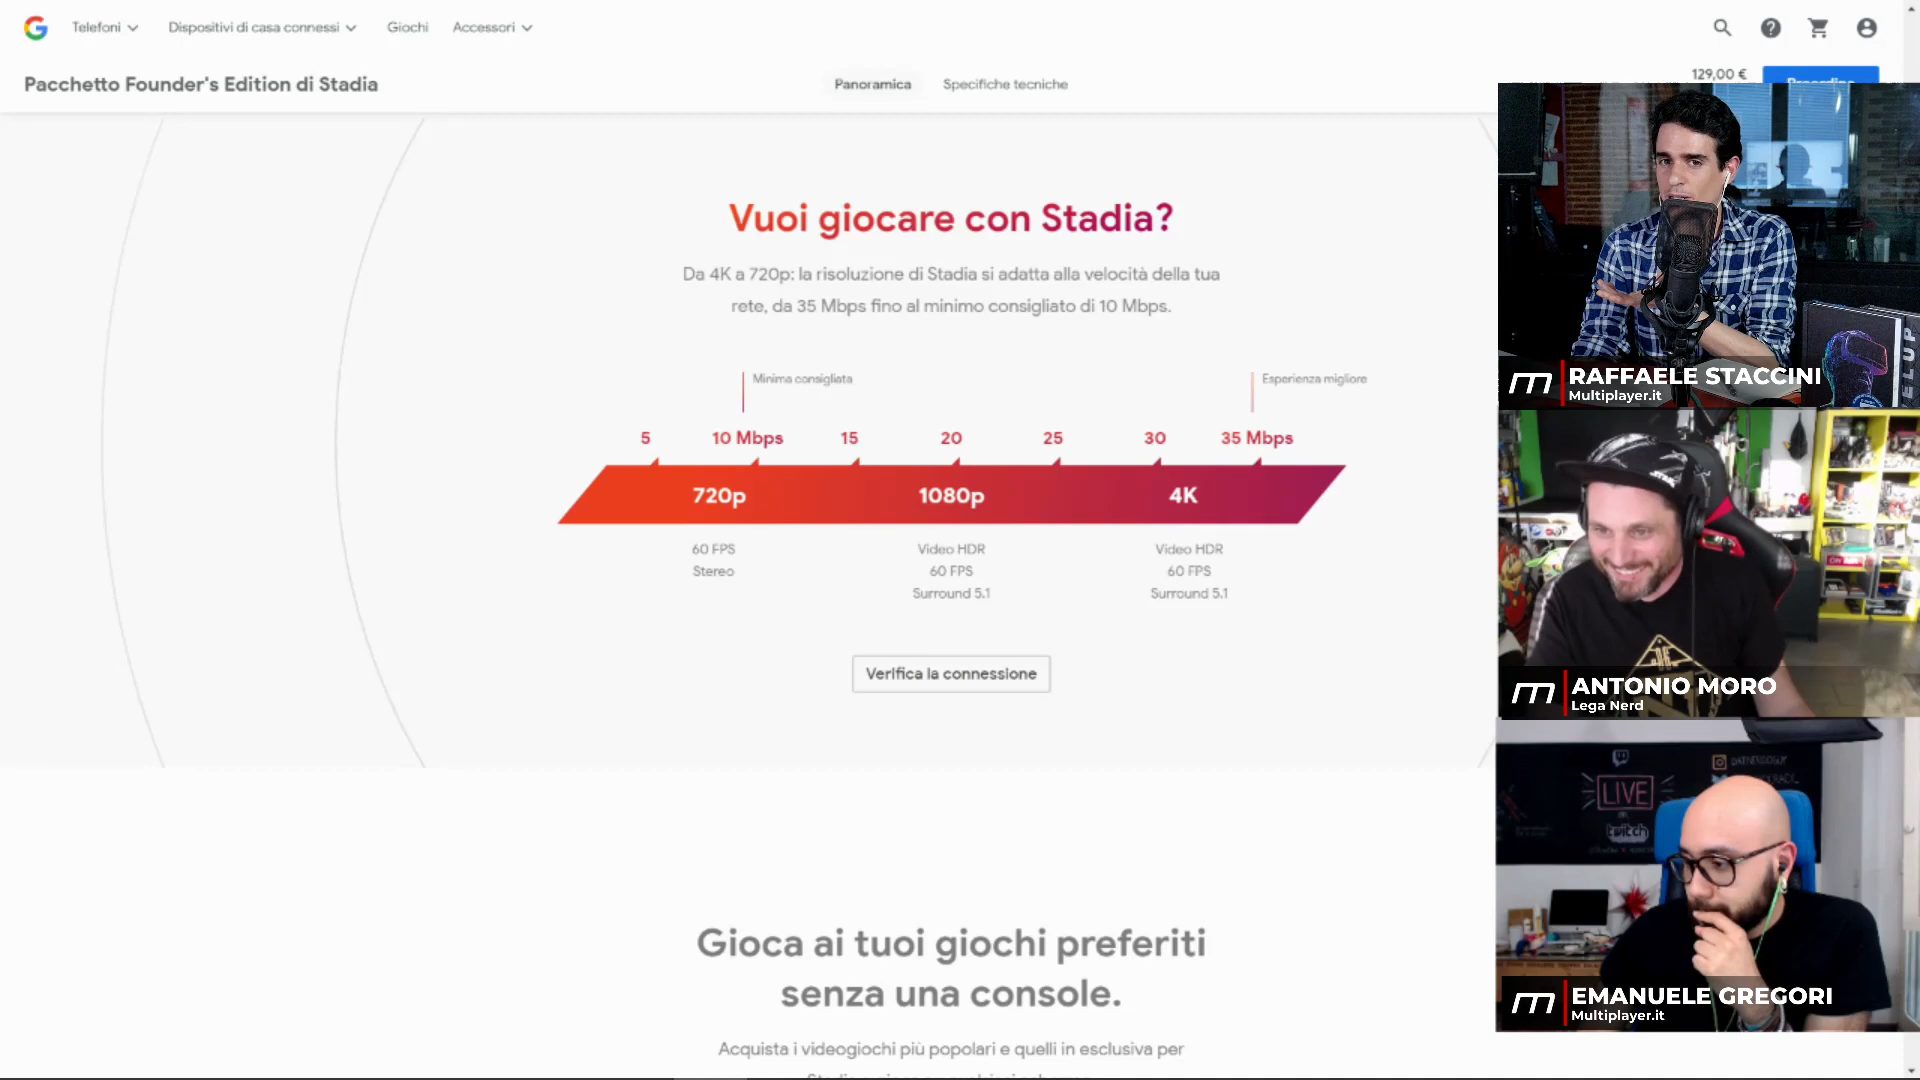 Telefoni
Dispositivi di casa connessi
Giochi
Accessori
Pacchetto Founder's Edition di Stadia
Panoramica
Specifiche tecniche
129,00 €
Vuoi giocare con Stadia?
Da 4K a 720p: la risoluzione di Stadia si adatta alla velocità della tua
rete, da 35 Mbps fino al minimo consigliato di 10 Mbps.
Minima consigliata
Esperienza migliore
5 10 Mbps 15 20 25 30 35 Mbps
720p 1080p 4K
60 FPS
Stereo
Video HDR
60 FPS
Surround 5.1
Video HDR
60 FPS
Surround 5.1
Verifica la connessione
Gioca ai tuoi giochi preferiti
senza una console.
Acquista i videogiochi più popolari e quelli in esclusiva per
RAFFAELE STACCINI
Multiplayer.it
ANTONIO MORO
Lega Nerd
LIVE
twitch
EMANUELE GREGORI
Multiplayer.it